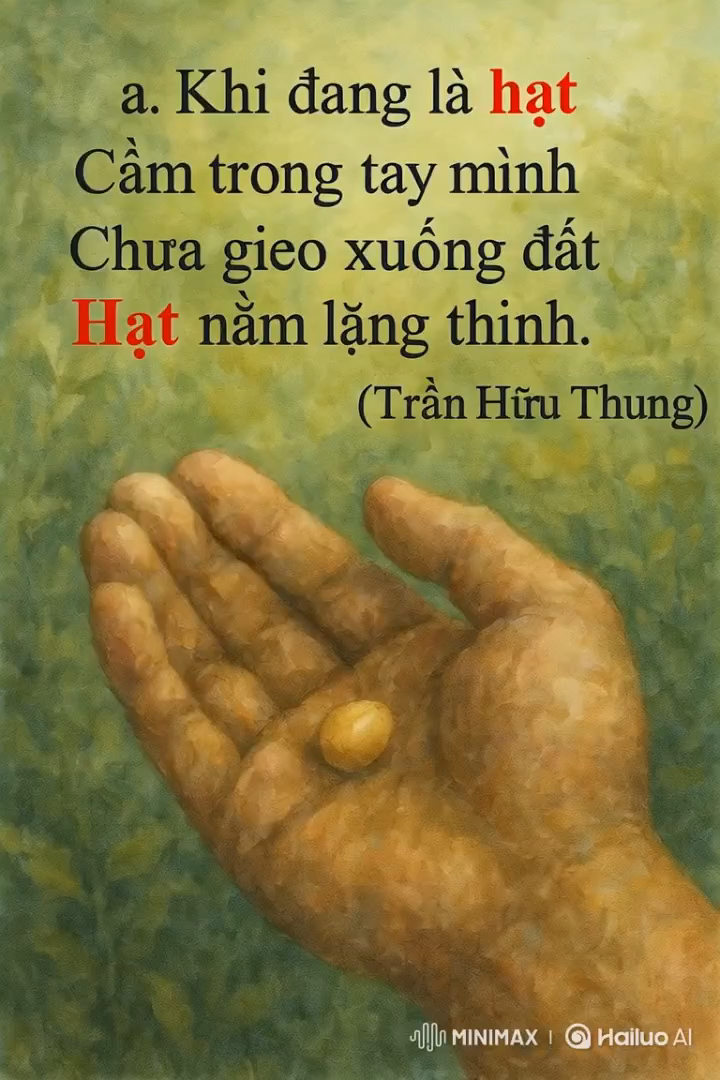 a. Khi đang là hạt
Cầm trong tay mình
Chưa gieo xuống đất
Hạt nằm lặng thinh.
(Trần Hữu Thung)
MINIMAX | Hailuo AI